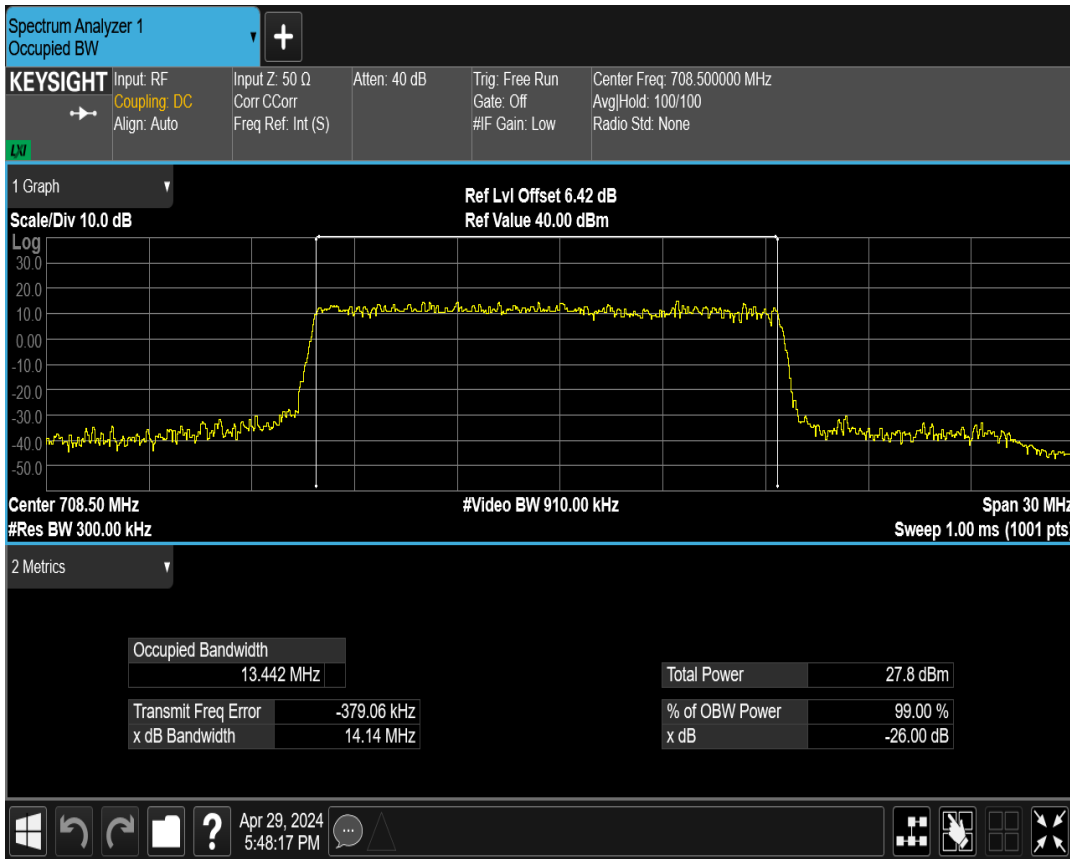 Spectrum Analyzer 1
Occupied BW
+
KEYSIGHT
LXI
Input: RF
Coupling: DC
Align: Auto
Input Z: 50 Ω
Corr CCorr
Freq Ref: Int (S)
Atten: 40 dB
Trig: Free Run
Gate: Off
#IF Gain: Low
Center Freq: 708.500000 MHz
Avg|Hold: 100/100
Radio Std: None
1 Graph
Scale/Div 10.0 dB
Ref Lvl Offset 6.42 dB
Ref Value 40.00 dBm
Log
30.0
20.0
10.0
0.00
-10.0
-20.0
-30.0
-40.0
-50.0
Center 708.50 MHz
#Video BW 910.00 kHz
Span 30 MHz
#Res BW 300.00 kHz
Sweep 1.00 ms (1001 pts)
2 Metrics
Occupied Bandwidth
13.442 MHz
Transmit Freq Error -379.06 kHz
x dB Bandwidth 14.14 MHz
Total Power 27.8 dBm
% of OBW Power 99.00 %
x dB -26.00 dB
?
Apr 29, 2024
5:48:17 PM